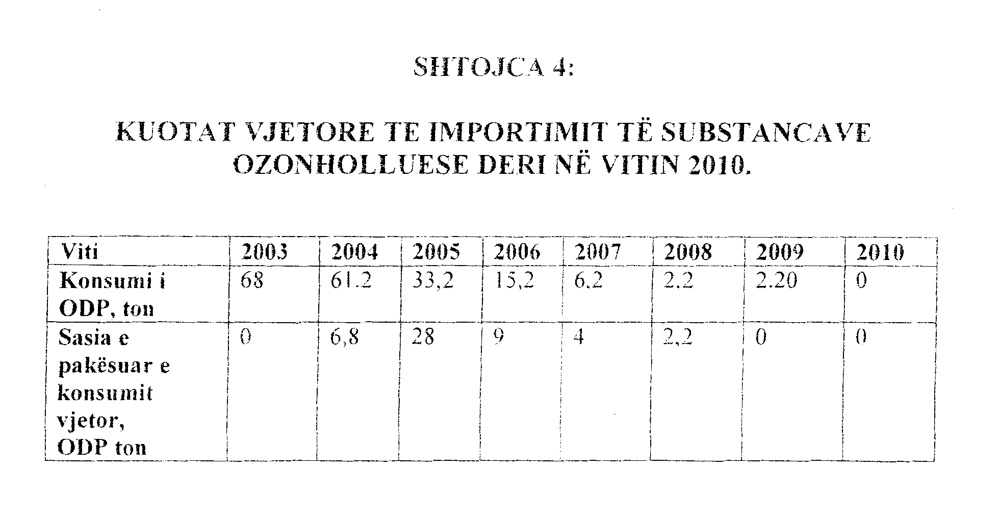 SHTOJCA 4:
KUOTAT VJETORE TE IMPORTIMIT TË SUBSTANCAVE
OZONHOLLUESE DERI NË VITIN 2010.
Viti 2003 2004 2005 2006 2007 2008 2009 2010
Konsumi i 68 61.2 33,2 15,2 6.2 2.2 2.20 0
ODP, ton
Sasia e 0 6,8 28 9 4 2,2 0 0
pakësuar e
konsumit
vjetor,
ODP ton